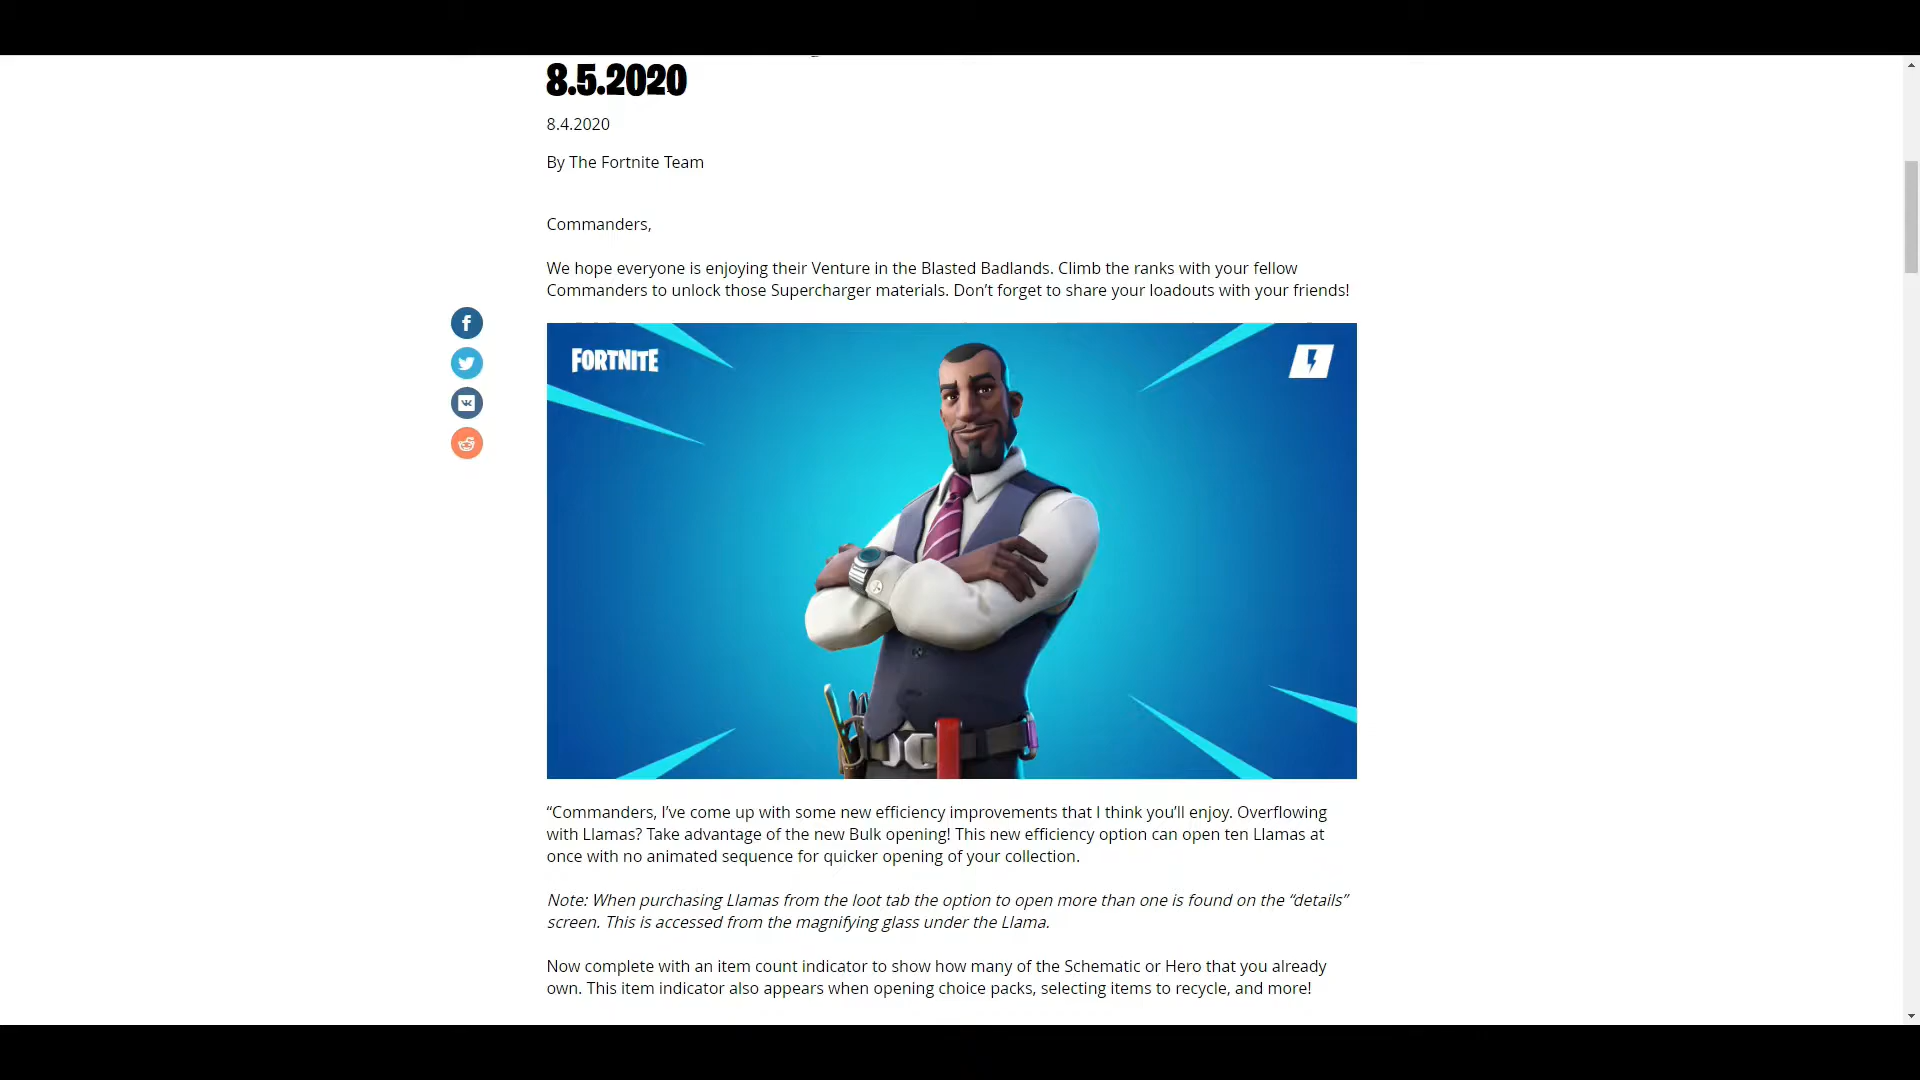 8.5.2020
8.4.2020
By The Fortnite Team
Commanders,
We hope everyone is enjoying their Venture in the Blasted Badlands. Climb the ranks with your fellow
Commanders to unlock those Supercharger materials. Don’t forget to share your loadouts with your friends!
FORTNITE
“Commanders, I’ve come up with some new efficiency improvements that I think you’ll enjoy. Overflowing
with Llamas? Take advantage of the new Bulk opening! This new efficiency option can open ten Llamas at
once with no animated sequence for quicker opening of your collection.
Note: When purchasing Llamas from the loot tab the option to open more than one is found on the “details”
screen. This is accessed from the magnifying glass under the Llama.
Now complete with an item count indicator to show how many of the Schematic or Hero that you already
own. This item indicator also appears when opening choice packs, selecting items to recycle, and more!